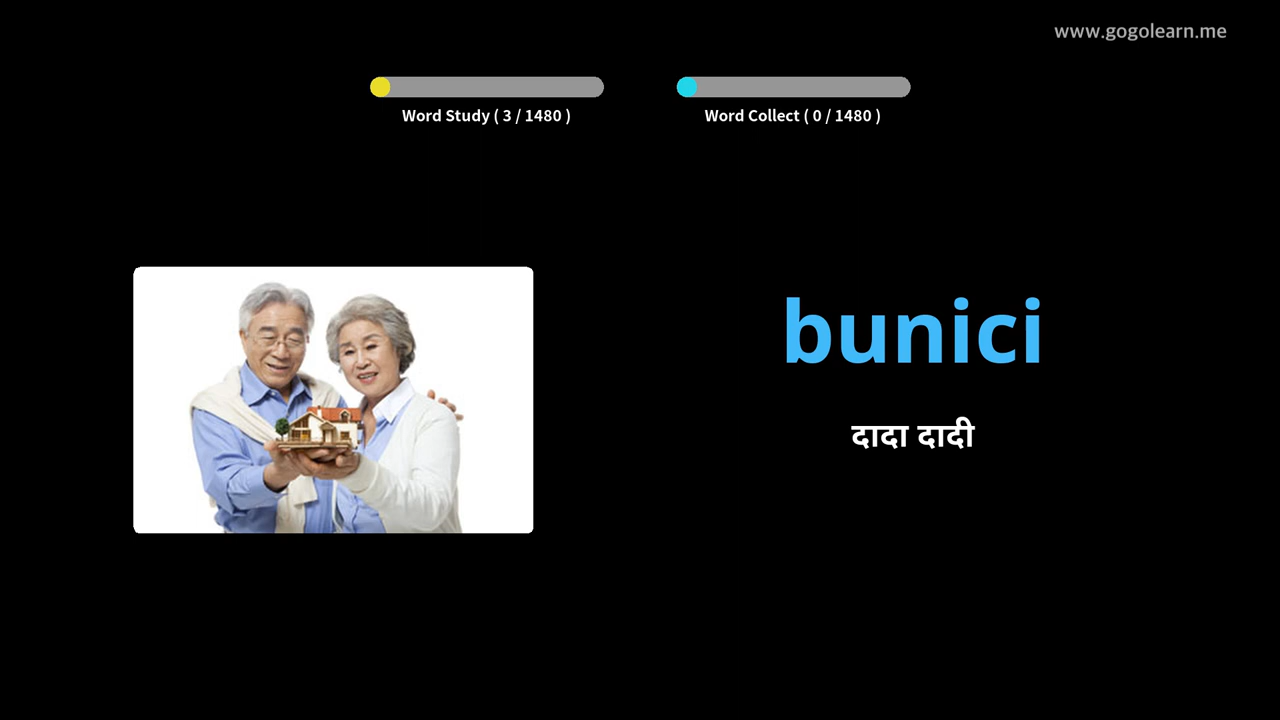 www.gogolearn.me
Word Study ( 3 / 1480 )
Word Collect ( 0 / 1480 )
bunici
दादा दादी